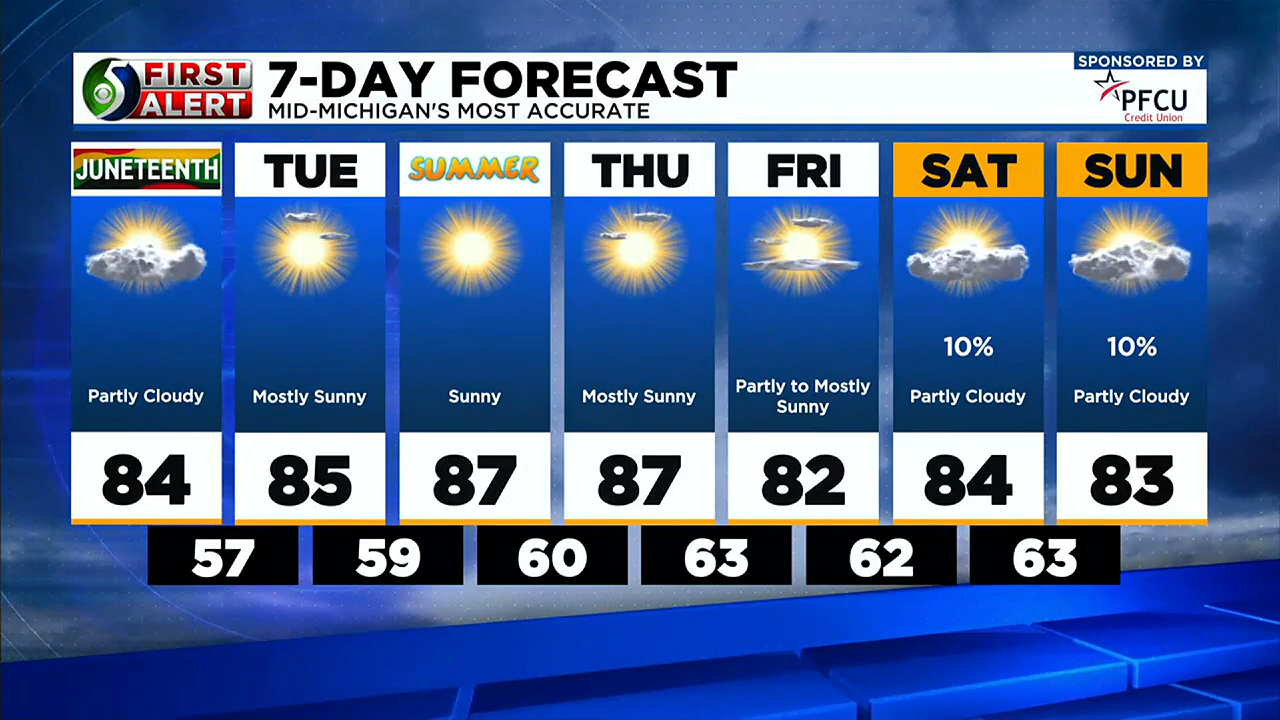 5 FIRST
ALERT
7-DAY FORECAST
MID-MICHIGAN'S MOST ACCURATE
SPONSORED BY
PFCU
Credit Union
JUNETEENTH
TUE
SUMMER
THU
FRI
SAT
SUN
10%
10%
Partly Cloudy
Mostly Sunny
Sunny
Mostly Sunny
Partly to Mostly
Sunny
Partly Cloudy
Partly Cloudy
84
85
87
87
82
84
83
57
59
60
63
62
63